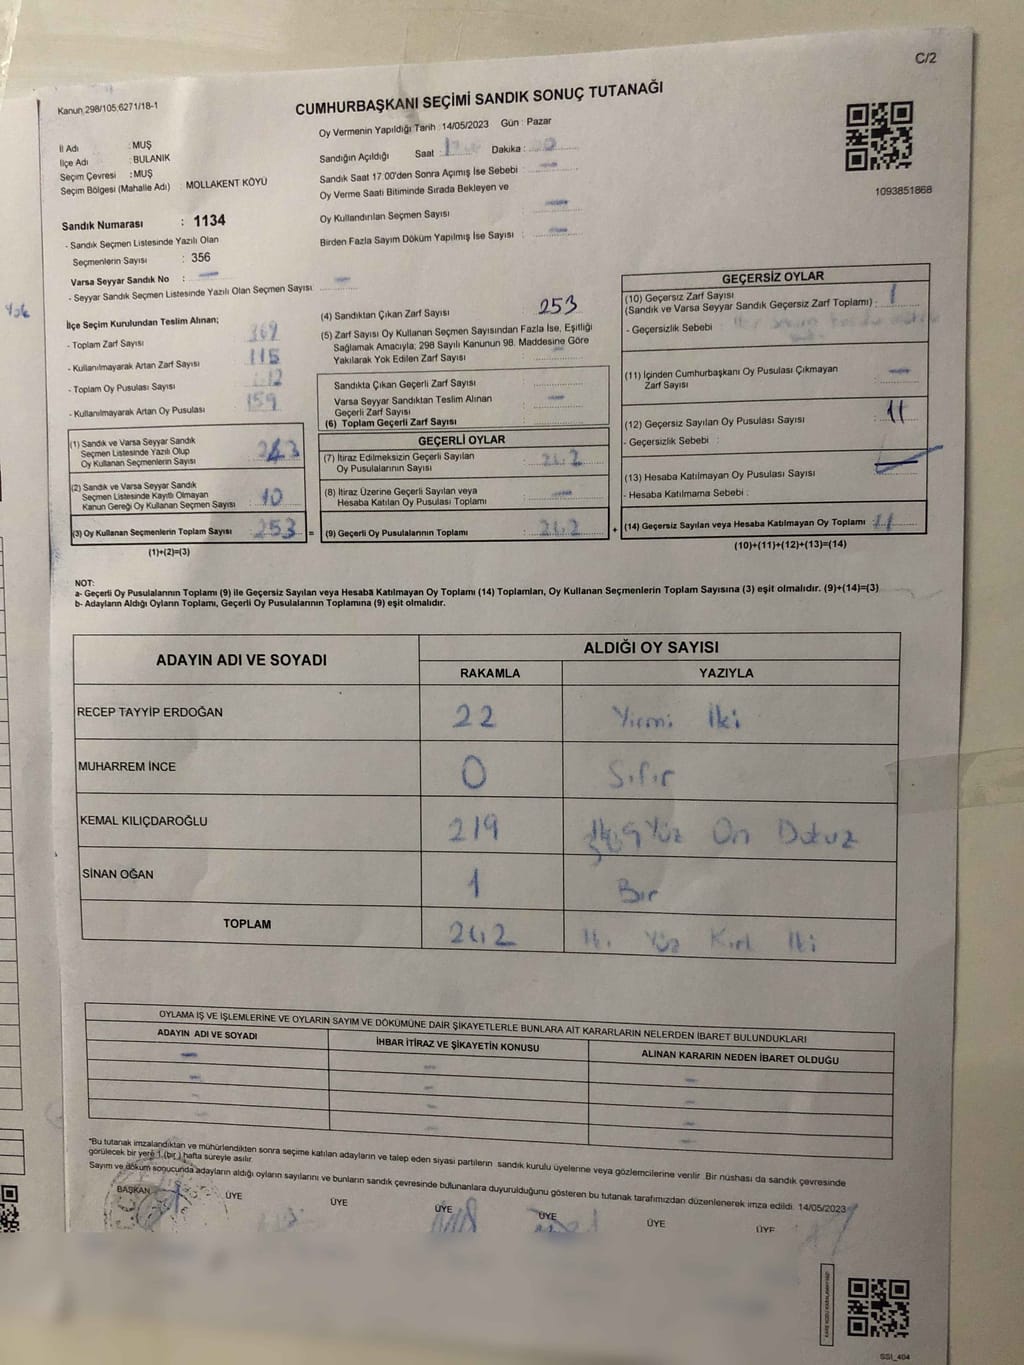 C/2
Kanun 298/105;6271/18-1
CUMHURBAŞKANI SEÇİMİ SANDIK SONUÇ TUTANAĞI
Oy Vermenin Yapıldığı Tarih : 14/05/2023 Gün : Pazar
1093851868
İl Adı : MUŞ
İlçe Adı : BULANIK
Seçim Çevresi : MUŞ
Seçim Bölgesi (Mahalle Adı) : MOLLAKENT KÖYÜ
Sandık Numarası : 1134
- Sandık Seçmen Listesinde Yazılı Olan
Seçmenlerin Sayısı : 356
Varsa Seyyar Sandık No : —
- Seyyar Sandık Seçmen Listesinde Yazılı Olan Seçmen Sayısı —
Yok
İlçe Seçim Kurulundan Teslim Alınan;
- Toplam Zarf Sayısı 369
- Kullanılmayarak Artan Zarf Sayısı 115
- Toplam Oy Pusulası Sayısı
- Kullanılmayarak Artan Oy Pusulası 159
(1) Sandık ve Varsa Seyyar Sandık
Seçmen Listesinde Yazılı Olup
Oy Kullanan Seçmenlerin Sayısı 243
(2) Sandık ve Varsa Seyyar Sandık
Seçmen Listesinde Kayıtlı Olmayan
Kanun Gereği Oy Kullanan Seçmen Sayısı 10
(3) Oy Kullanan Seçmenlerin Toplam Sayısı 253 =
(1)+(2)=(3)
Sandığın Açıldığı Saat : Dakika :
Sandık Saat 17 00'den Sonra Açımış İse Sebebi : —
Oy Verme Saati Bitiminde Sırada Bekleyen ve
Oy Kullandırılan Seçmen Sayısı : —
Birden Fazla Sayım Döküm Yapılmış İse Sayısı : —
(4) Sandıktan Çıkan Zarf Sayısı : 253
(5) Zarf Sayısı Oy Kullanan Seçmen Sayısından Fazla İse, Eşitliği
Sağlamak Amacıyla; 298 Sayılı Kanunun 98. Maddesine Göre
Yakılarak Yok Edilen Zarf Sayısı : —
Sandıkta Çıkan Geçerli Zarf Sayısı :
Varsa Seyyar Sandıktan Teslim Alınan
Geçerli Zarf Sayısı : —
(6) Toplam Geçerli Zarf Sayısı :
GEÇERLİ OYLAR
(7) İtiraz Edilmeksizin Geçerli Sayılan
Oy Pusulalarının Sayısı : 242
(8) İtiraz Üzerine Geçerli Sayılan veya
Hesaba Katılan Oy Pusulası Toplamı : —
(9) Geçerli Oy Pusulalarının Toplamı : 242 +
GEÇERSİZ OYLAR
(10) Geçersiz Zarf Sayısı
(Sandık ve Varsa Seyyar Sandık Geçersiz Zarf Toplamı) :
- Geçersizlik Sebebi :
(11) İçinden Cumhurbaşkanı Oy Pusulası Çıkmayan
Zarf Sayısı : —
(12) Geçersiz Sayılan Oy Pusulası Sayısı : 11
- Geçersizlik Sebebi :
(13) Hesaba Katılmayan Oy Pusulası Sayısı : —
- Hesaba Katılmama Sebebi :
(14) Geçersiz Sayılan veya Hesaba Katılmayan Oy Toplamı : 11
(10)+(11)+(12)+(13)=(14)
NOT:
a- Geçerli Oy Pusulalarının Toplamı (9) ile Geçersiz Sayılan veya Hesaba Katılmayan Oy Toplamı (14) Toplamları, Oy Kullanan Seçmenlerin Toplam Sayısına (3) eşit olmalıdır. (9)+(14)=(3)
b- Adayların Aldığı Oyların Toplamı, Geçerli Oy Pusulalarının Toplamına (9) eşit olmalıdır.
ADAYIN ADI VE SOYADI ALDIĞI OY SAYISI
RAKAMLA YAZIYLA
RECEP TAYYİP ERDOĞAN 22 Yirmi İki
MUHARREM İNCE 0 Sıfır
KEMAL KILIÇDAROĞLU 219 Yüz On Dokuz
SİNAN OĞAN 1 Bir
TOPLAM 242 İki Yüz Kırk İki
OYLAMA İŞ VE İŞLEMLERİNE VE OYLARIN SAYIM VE DÖKÜMÜNE DAİR ŞİKAYETLERLE BUNLARA AİT KARARLARIN NELERDEN İBARET BULUNDUKLARI
ADAYIN ADI VE SOYADI İHBAR İTİRAZ VE ŞİKAYETİN KONUSU ALINAN KARARIN NEDEN İBARET OLDUĞU
— — —
— — —
— — —
— — —
*Bu tutanak imzalandıktan ve mühürlendikten sonra seçime katılan adayların ve talep eden siyasi partilerin sandık kurulu üyelerine veya gözlemcilerine verilir. Bir nüshası da sandık çevresinde
görülecek bir yere 1 (bir ) hafta süreyle asılır.
Sayım ve döküm sonucunda adayların aldığı oyların sayılarını ve bunların sandık çevresinde bulunanlara duyurulduğunu gösteren bu tutanak tarafımızdan düzenlenerek imza edildi. 14/05/2023
BAŞKAN ÜYE ÜYE ÜYE ÜYE ÜYE ÜYE
SSI_404